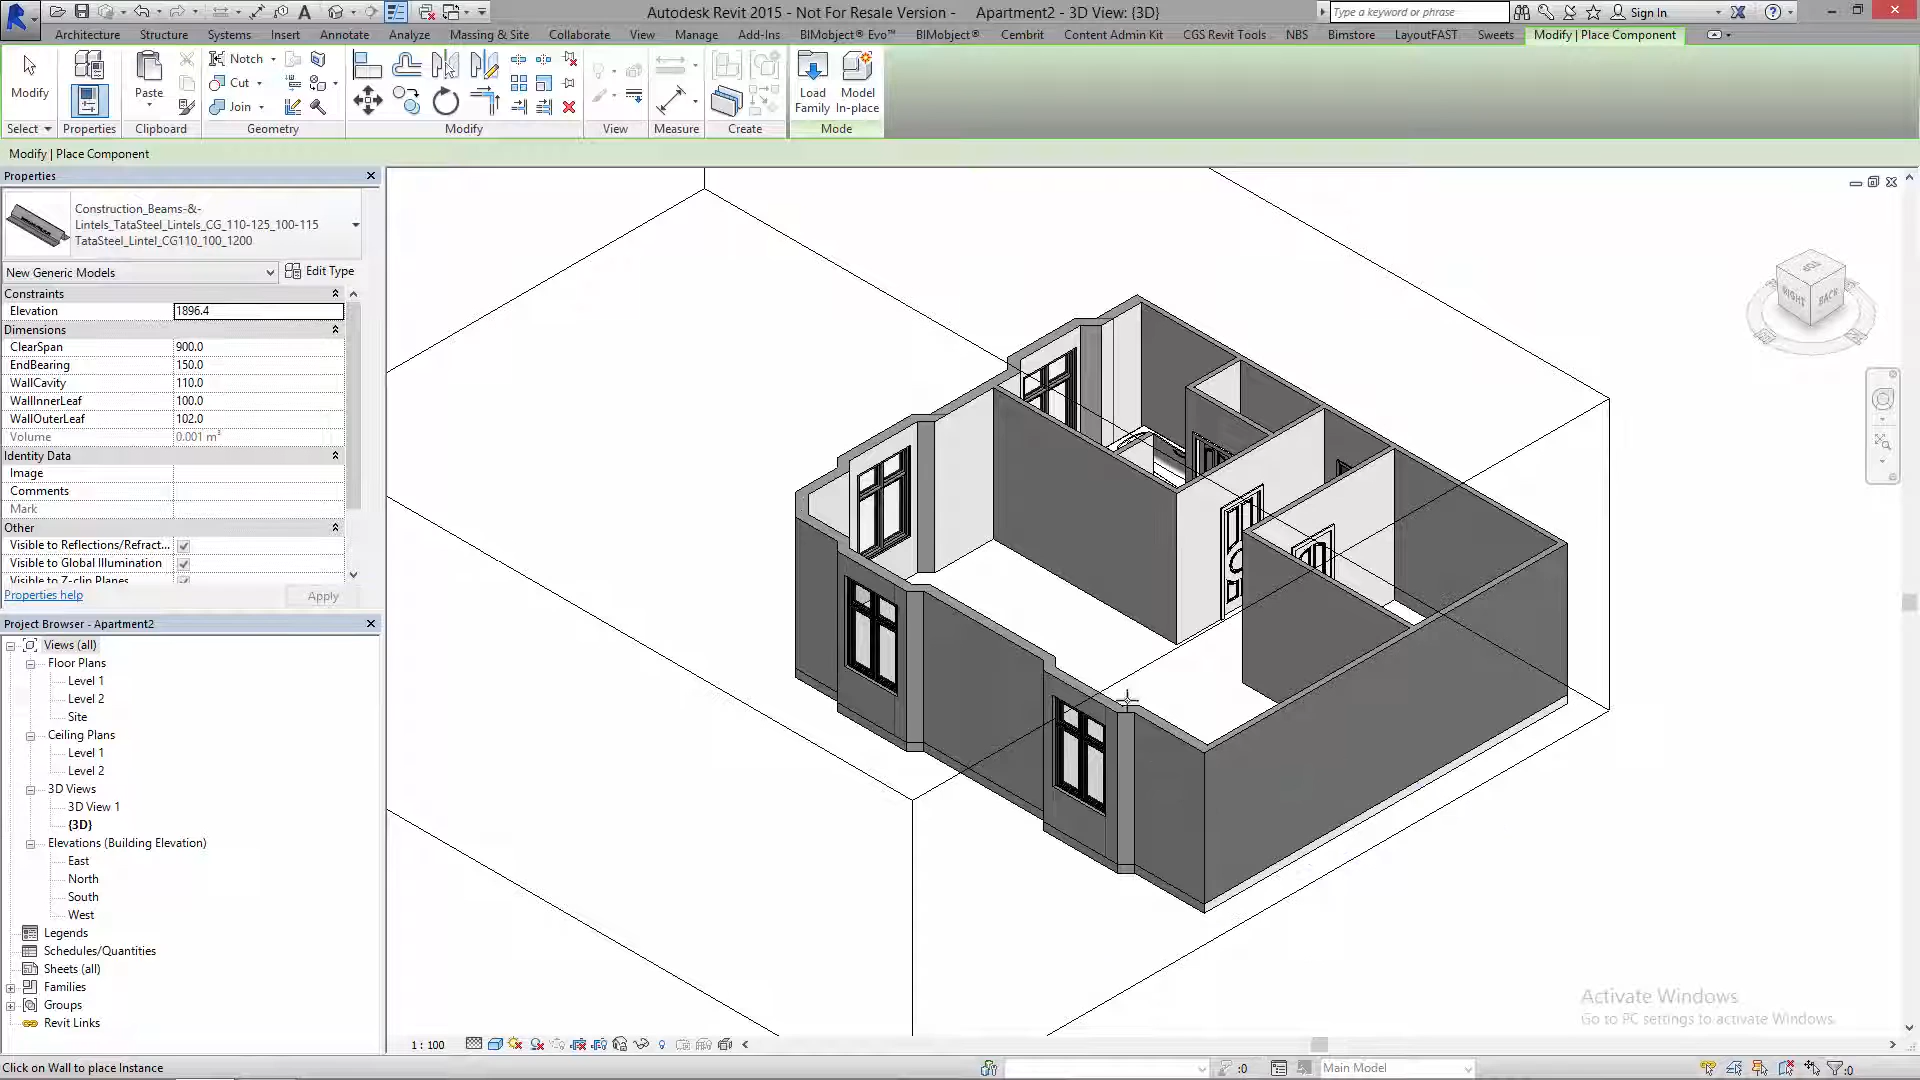 Autodesk Revit 2015 - Not For Resale Version - Apartment2 - 3D View: {3D}
Type a keyword or phrase
Sign In
Architecture Structure Systems Insert Annotate Analyze Massing & Site Collaborate View Manage Add-Ins BIMobject® Evo™ BIMobject® Cembrit Content Admin Kit CGS Revit Tools NBS Bimstore LayoutFAST Sweets Modify | Place Component
Modify
Paste
Notch
Cut
Join
Load Family
Model In-place
Select Properties Clipboard Geometry Modify View Measure Create Mode
Modify | Place Component
Properties
Construction_Beams-&-
Lintels_TataSteel_Lintels_CG_110-125_100-115
TataSteel_Lintel_CG110_100_1200
New Generic Models Edit Type
Constraints
Elevation 1896.4
Dimensions
ClearSpan 900.0
EndBearing 150.0
WallCavity 110.0
WallInnerLeaf 100.0
WallOuterLeaf 102.0
Volume 0.001 m³
Identity Data
Image
Comments
Mark
Other
Visible to Reflections/Refract...
Visible to Global Illumination
Visible to Z-clip Planes
Properties help Apply
Project Browser - Apartment2
Views (all)
Floor Plans
Level 1
Level 2
Site
Ceiling Plans
Level 1
Level 2
3D Views
3D View 1
{3D}
Elevations (Building Elevation)
East
North
South
West
Legends
Schedules/Quantities
Sheets (all)
Families
Groups
Revit Links
TOP
RIGHT
BACK
Activate Windows
Go to PC settings to activate Windows.
1 : 100
Click on Wall to place Instance
:0
Main Model
:0